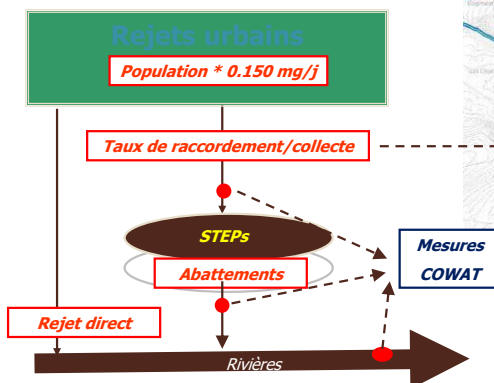 Rejets urbains
Population * 0.150 mg/j
Taux de raccordement/collecte
STEPs
Mesures
COWAT
Abattements
Rejet direct
Rivières